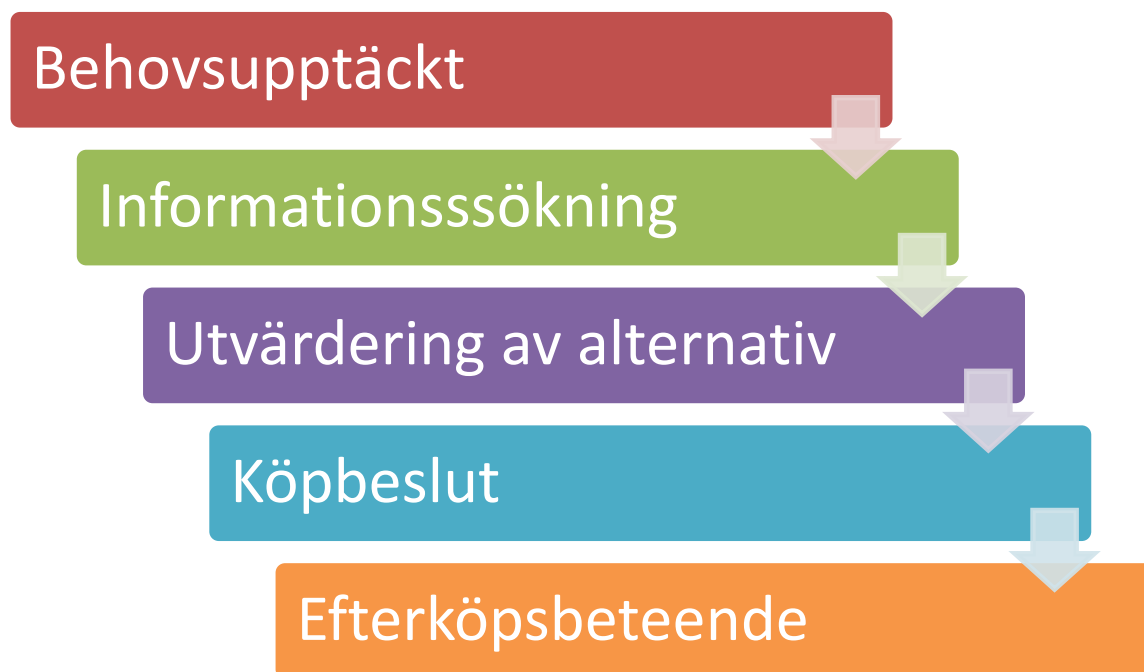 Behovsupptäckt
Informationsssökning
Utvärdering av alternativ
Köpbeslut
Efterköpsbeteende